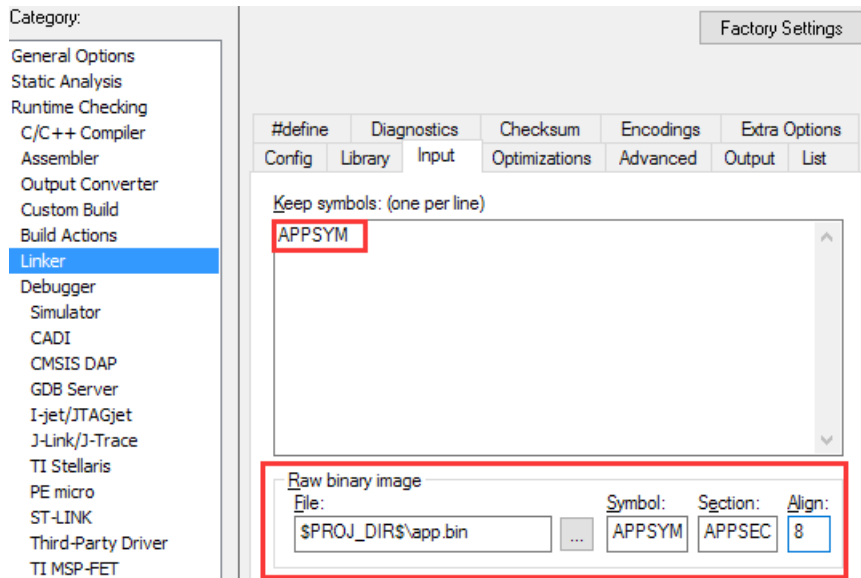 Category:
Factory Settings
General Options
Static Analysis
Runtime Checking
C/C++ Compiler
Assembler
Output Converter
Custom Build
Build Actions
Linker
Debugger
Simulator
CADI
CMSIS DAP
GDB Server
I-jet/JTAGjet
J-Link/J-Trace
TI Stellaris
PE micro
ST-LINK
Third-Party Driver
TI MSP-FET
#define Diagnostics Checksum Encodings Extra Options
Config Library Input Optimizations Advanced Output List
Keep symbols: (one per line)
APPSYM
Raw binary image
File: Symbol: Section: Align:
$PROJ_DIR$\app.bin ... APPSYM APPSEC 8